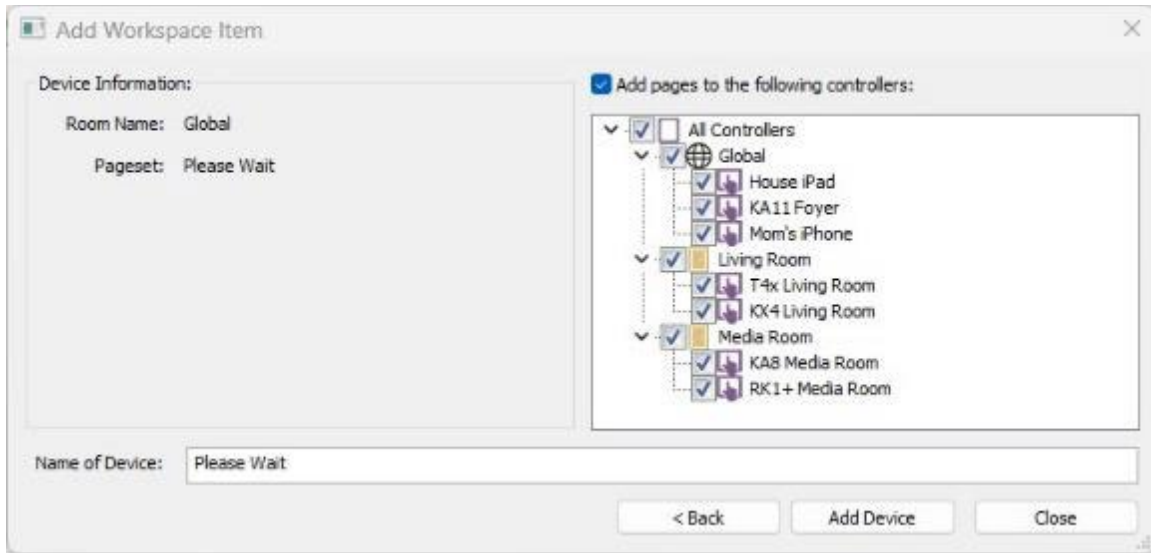 Add Workspace Item
Device Information:
Room Name: Global
Pageset: Please Wait
Add pages to the following controllers:
All Controllers
Global
House iPad
KA11 Foyer
Mom's iPhone
Living Room
T4x Living Room
KX4 Living Room
Media Room
KA8 Media Room
RK1+ Media Room
Name of Device: Please Wait
< Back Add Device Close